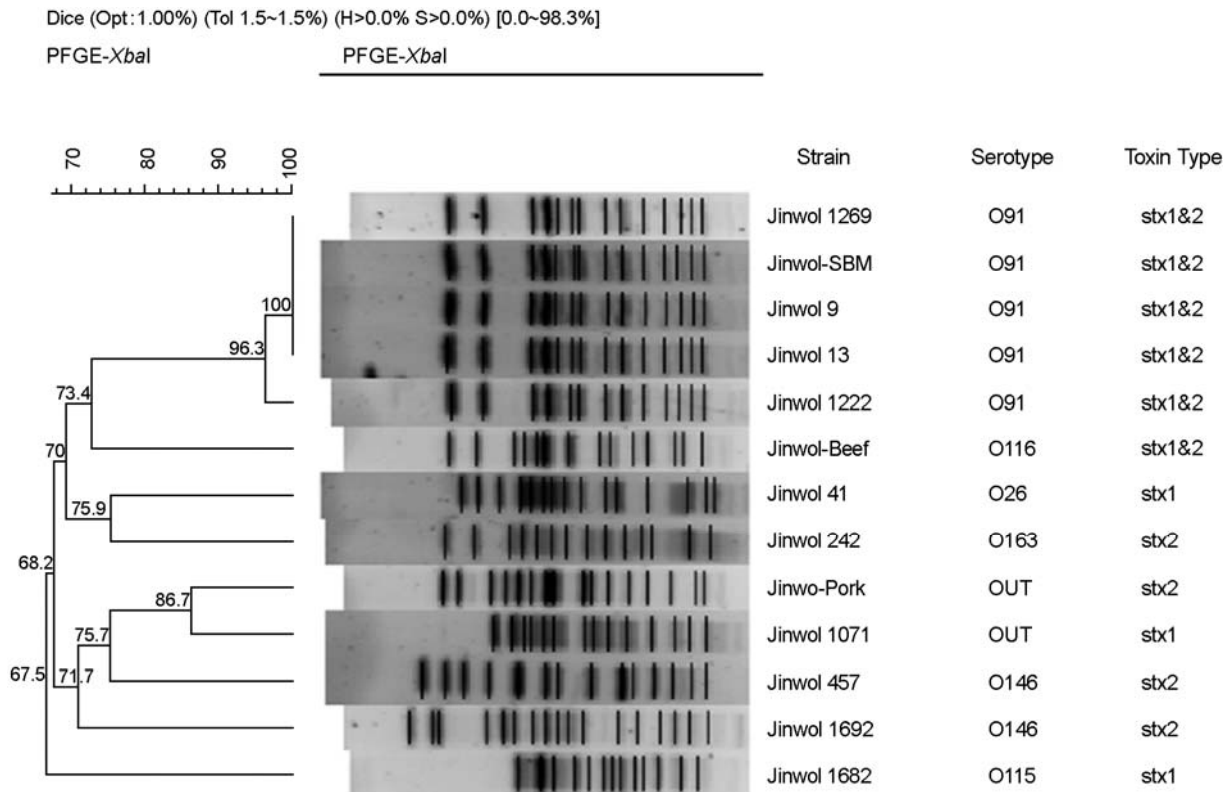 Dice (Opt:1.00%) (Tol 1.5~1.5%) (H>0.0% S>0.0%) [0.0~98.3%]
PFGE-XbaI PFGE-XbaI
70 80 90 100
Strain Serotype Toxin Type
Jinwol 1269 O91 stx1&2
Jinwol-SBM O91 stx1&2
100 Jinwol 9 O91 stx1&2
96.3 Jinwol 13 O91 stx1&2
73.4 Jinwol 1222 O91 stx1&2
70 Jinwol-Beef O116 stx1&2
75.9 Jinwol 41 O26 stx1
Jinwol 242 O163 stx2
68.2 Jinwo-Pork OUT stx2
86.7
75.7 Jinwol 1071 OUT stx1
67.5 71.7 Jinwol 457 O146 stx2
Jinwol 1692 O146 stx2
Jinwol 1682 O115 stx1